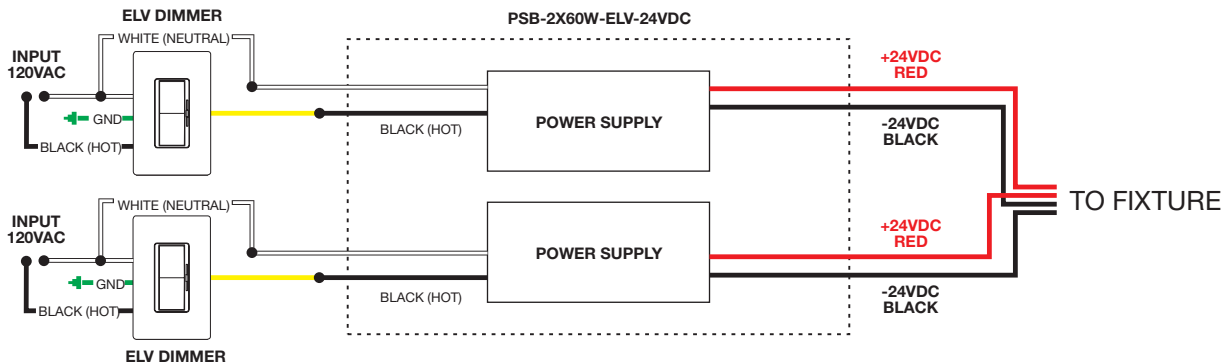 ELV DIMMER
PSB-2X60W-ELV-24VDC
WHITE (NEUTRAL)
INPUT
120VAC
GND
BLACK (HOT)
BLACK (HOT)
POWER SUPPLY
+24VDC
RED
-24VDC
BLACK
TO FIXTURE
WHITE (NEUTRAL)
INPUT
120VAC
GND
BLACK (HOT)
BLACK (HOT)
POWER SUPPLY
+24VDC
RED
-24VDC
BLACK
ELV DIMMER